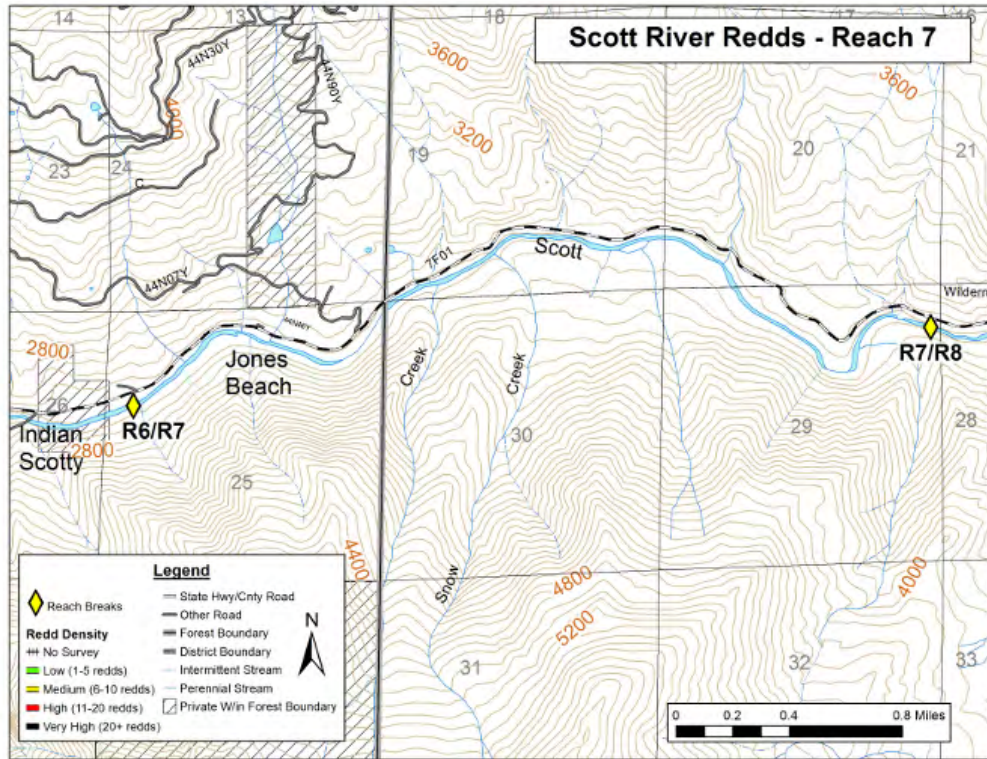 Scott River Redds - Reach 7
14
13
18
17
16
44N30Y
44N90Y
4000
3600
3200
3600
23
24
19
20
21
C
44N07Y
7F01
Scott
Wildern
2800
Jones
Beach
Creek
Creek
R7/R8
26
R6/R7
Indian
Scotty
2800
25
30
29
28
4400
Snow
4800
5200
4000
31
32
33
Legend
Reach Breaks
Redd Density
No Survey
Low (1-5 redds)
Medium (6-10 redds)
High (11-20 redds)
Very High (20+ redds)
State Hwy/Cnty Road
Other Road
Forest Boundary
District Boundary
Intermittent Stream
Perennial Stream
Private W/in Forest Boundary
N
0 0.2 0.4 0.8 Miles